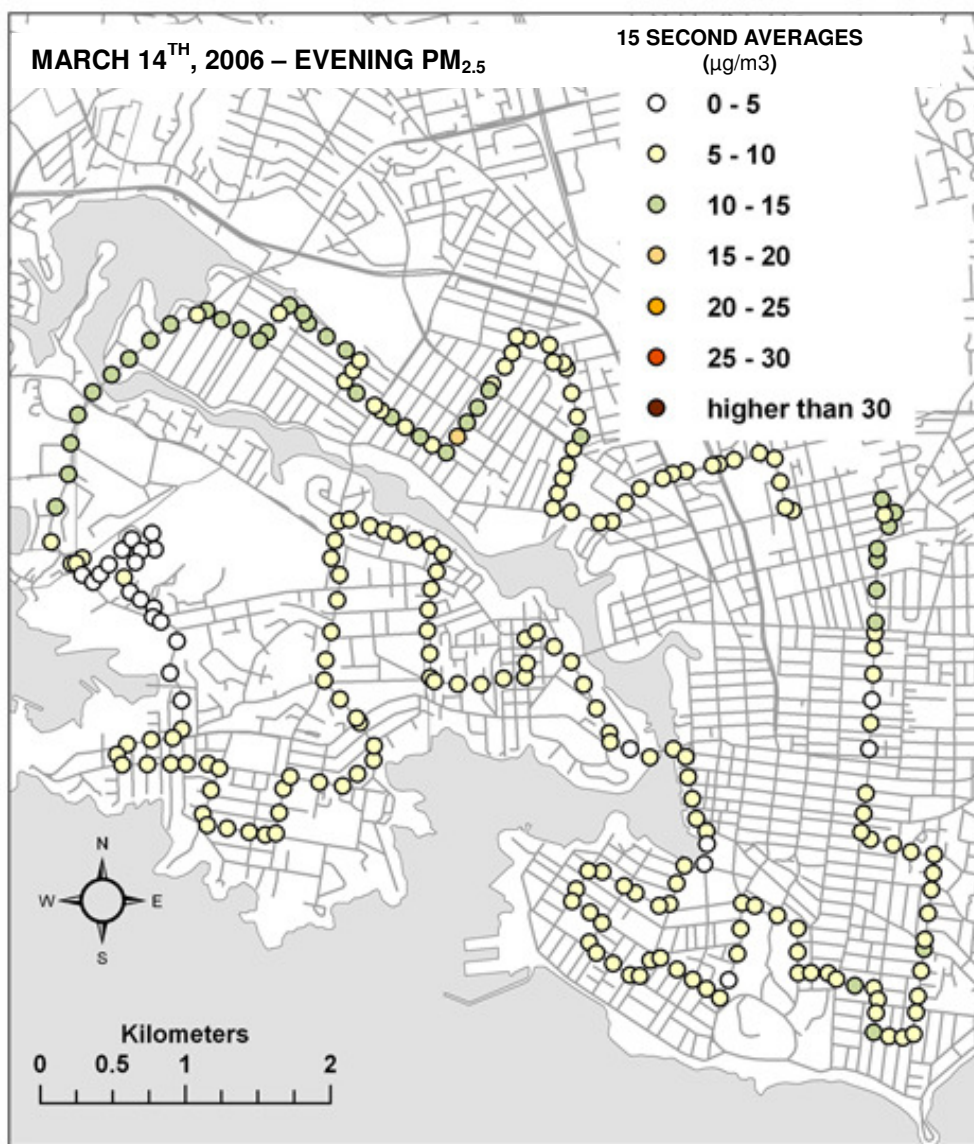 MARCH 14TH, 2006 – EVENING PM2.5
15 SECOND AVERAGES
(µg/m3)
0 - 5
5 - 10
10 - 15
15 - 20
20 - 25
25 - 30
higher than 30
N
W E
S
Kilometers
0 0.5 1 2